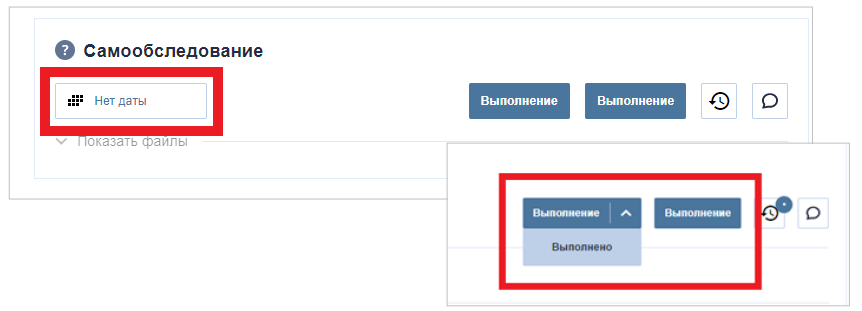 ? Самообследование
Нет даты
Выполнение Выполнение
Показать файлы
Выполнение Выполнение
Выполнено